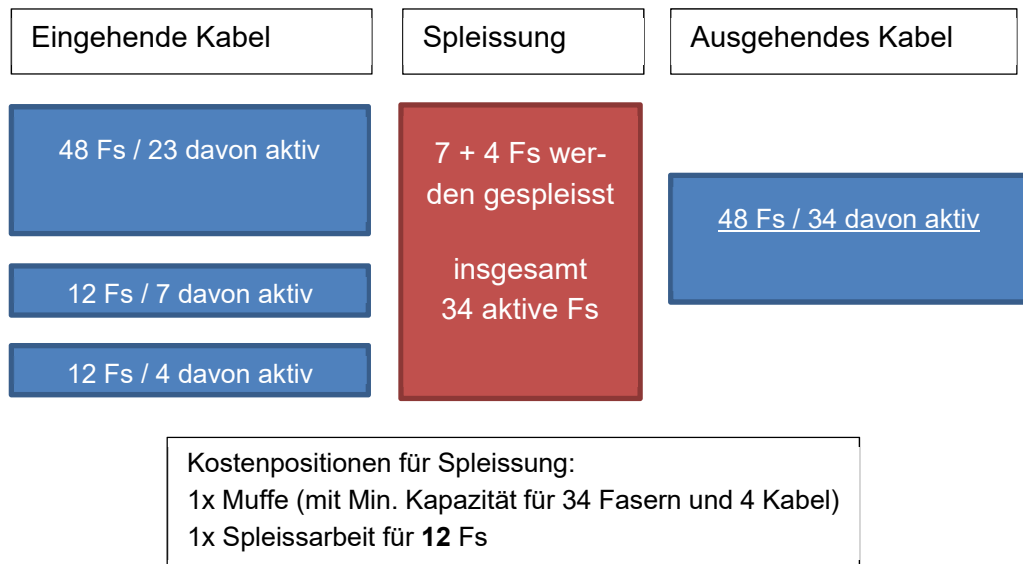 Eingehende Kabel
Spleissung
Ausgehendes Kabel
48 Fs / 23 davon aktiv
12 Fs / 7 davon aktiv
12 Fs / 4 davon aktiv
7 + 4 Fs wer-
den gespleisst
insgesamt
34 aktive Fs
48 Fs / 34 davon aktiv
Kostenpositionen für Spleissung:
1x Muffe (mit Min. Kapazität für 34 Fasern und 4 Kabel)
1x Spleissarbeit für 12 Fs